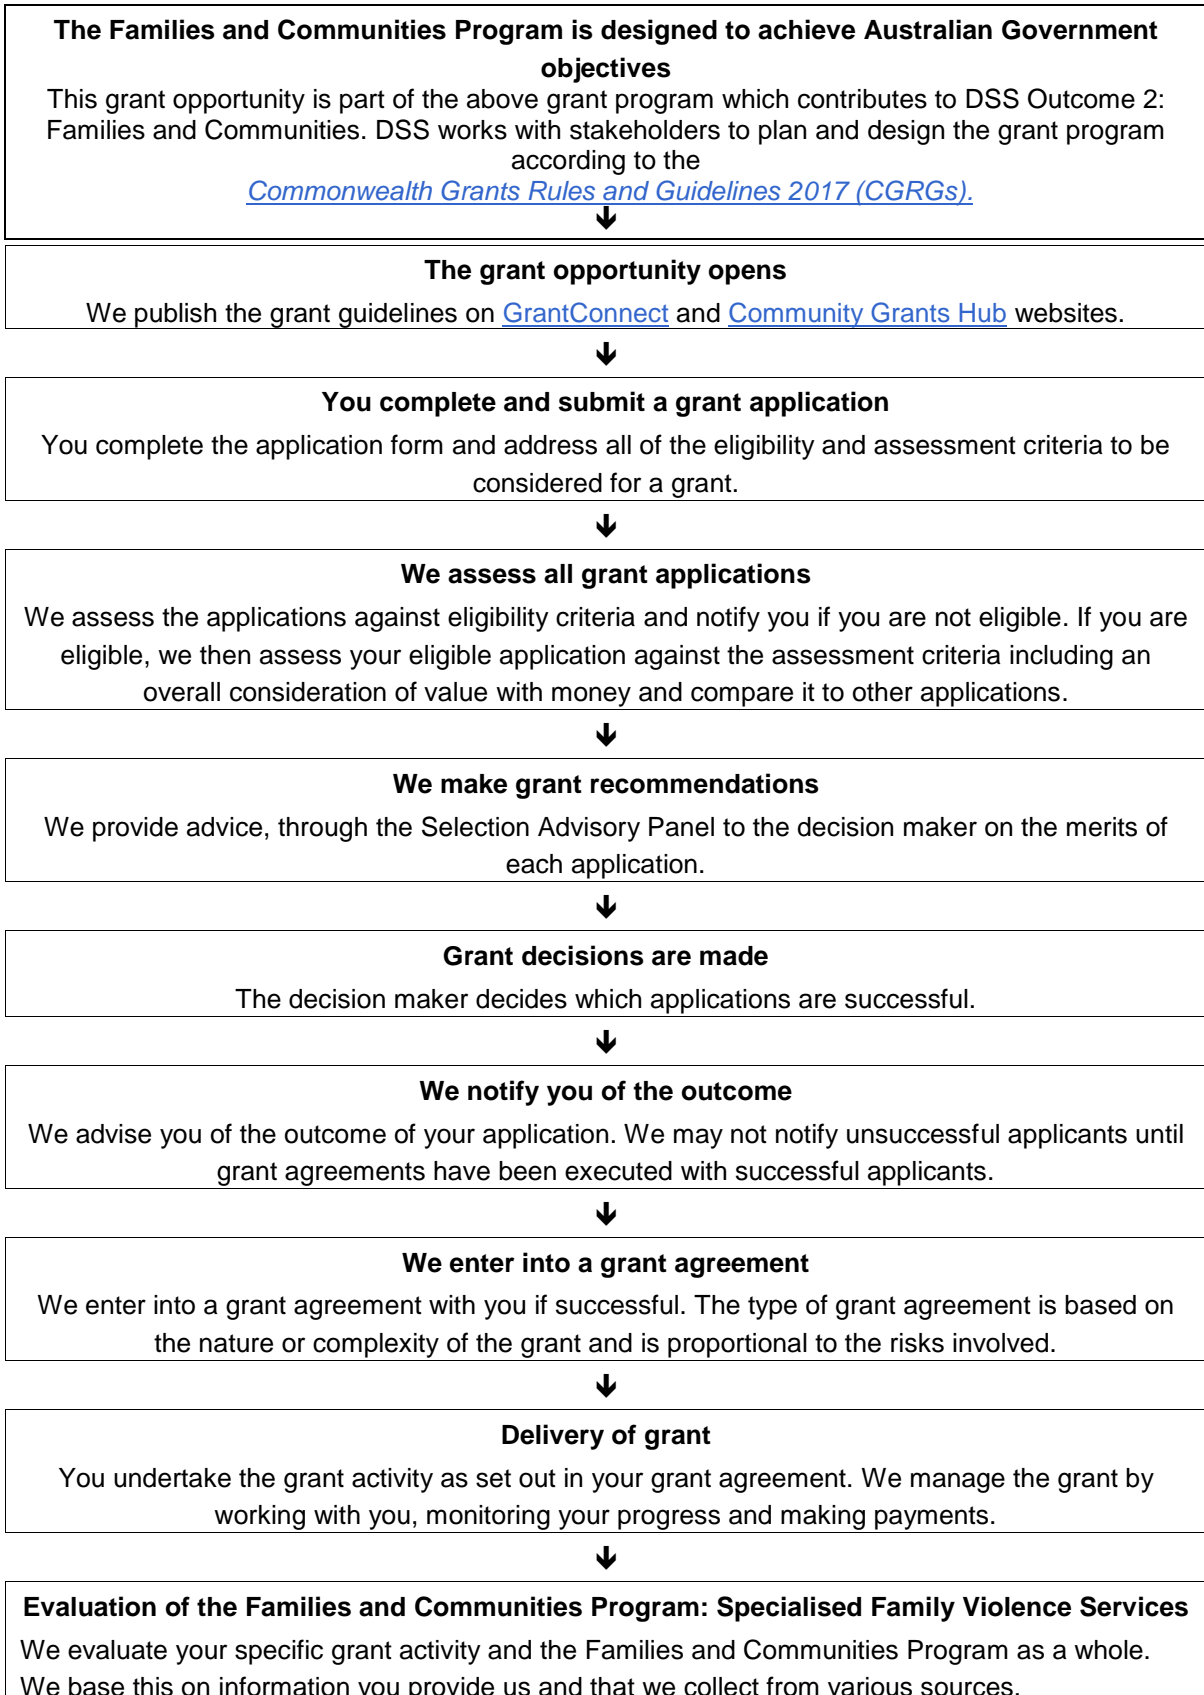 The Families and Communities Program is designed to achieve Australian Government
objectives
This grant opportunity is part of the above grant program which contributes to DSS Outcome 2:
Families and Communities. DSS works with stakeholders to plan and design the grant program
according to the
Commonwealth Grants Rules and Guidelines 2017 (CGRGs).
The grant opportunity opens
We publish the grant guidelines on GrantConnect and Community Grants Hub websites.
You complete and submit a grant application
You complete the application form and address all of the eligibility and assessment criteria to be
considered for a grant.
We assess all grant applications
We assess the applications against eligibility criteria and notify you if you are not eligible. If you are
eligible, we then assess your eligible application against the assessment criteria including an
overall consideration of value with money and compare it to other applications.
We make grant recommendations
We provide advice, through the Selection Advisory Panel to the decision maker on the merits of
each application.
Grant decisions are made
The decision maker decides which applications are successful.
We notify you of the outcome
We advise you of the outcome of your application. We may not notify unsuccessful applicants until
grant agreements have been executed with successful applicants.
We enter into a grant agreement
We enter into a grant agreement with you if successful. The type of grant agreement is based on
the nature or complexity of the grant and is proportional to the risks involved.
Delivery of grant
You undertake the grant activity as set out in your grant agreement. We manage the grant by
working with you, monitoring your progress and making payments.
Evaluation of the Families and Communities Program: Specialised Family Violence Services
We evaluate your specific grant activity and the Families and Communities Program as a whole.
We base this on information you provide us and that we collect from various sources.